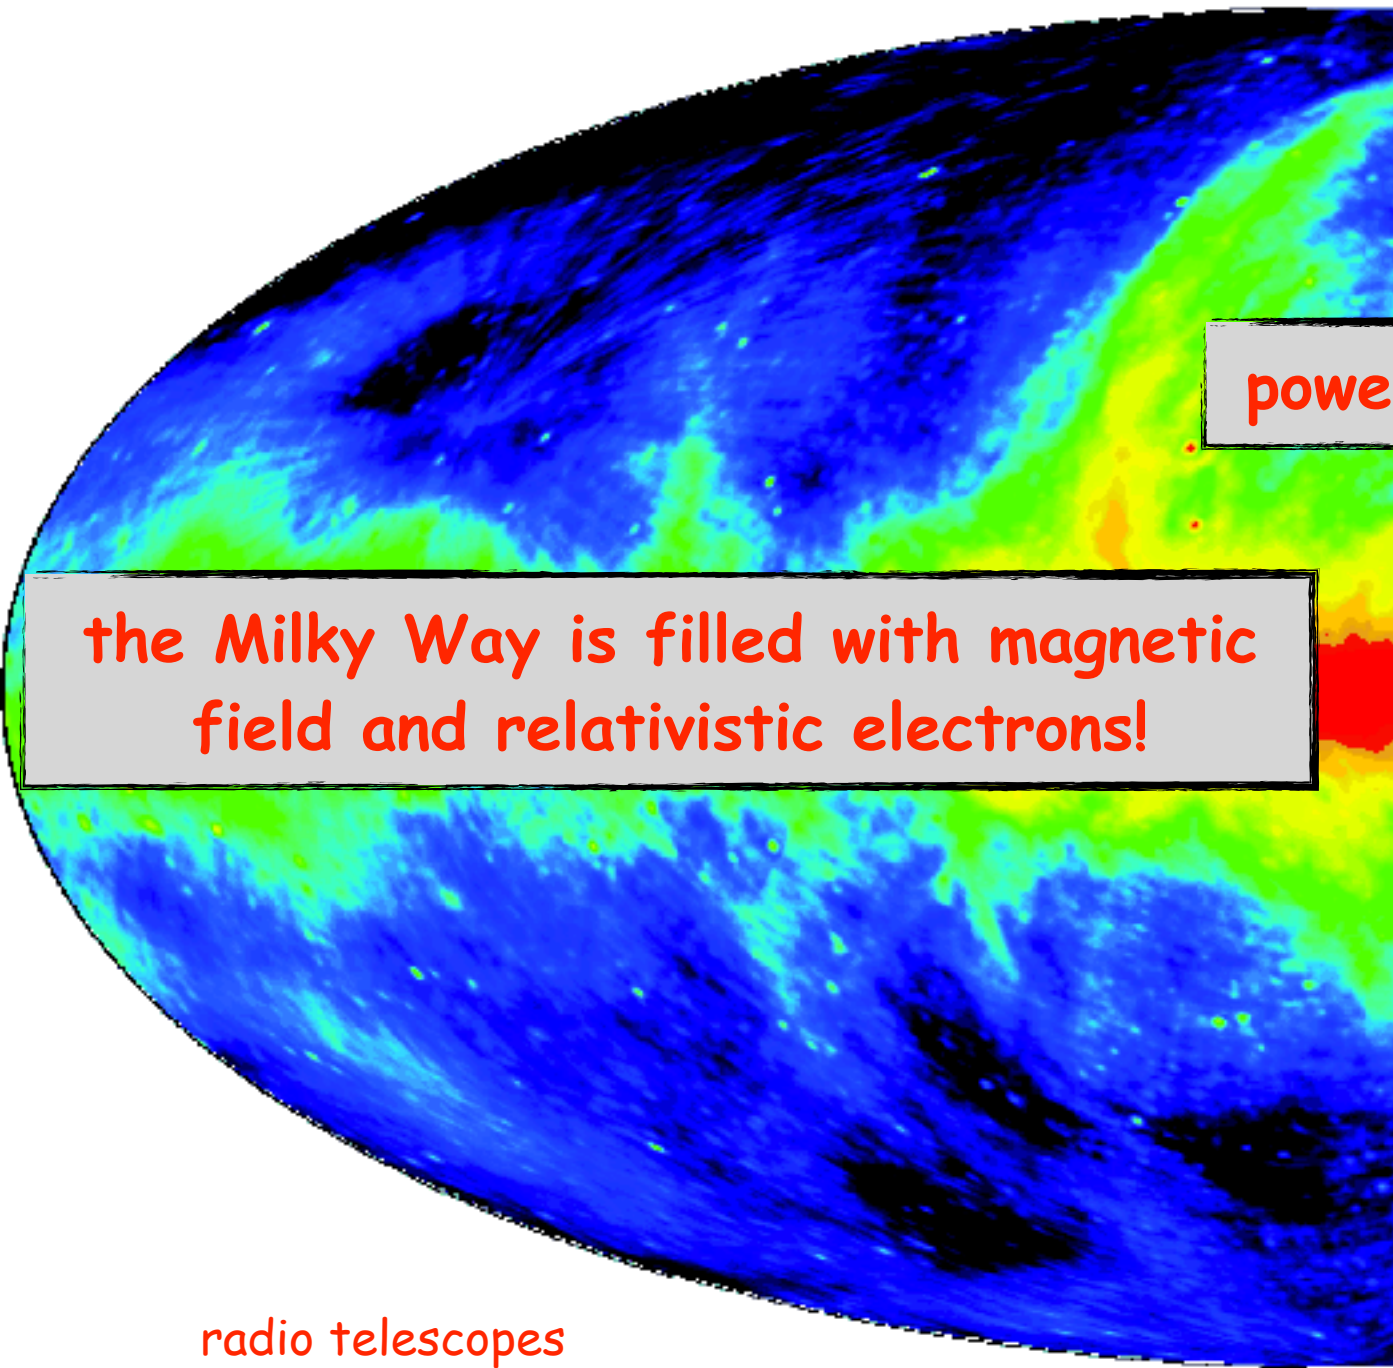 powe
the Milky Way is filled with magnetic
field and relativistic electrons!
radio telescopes